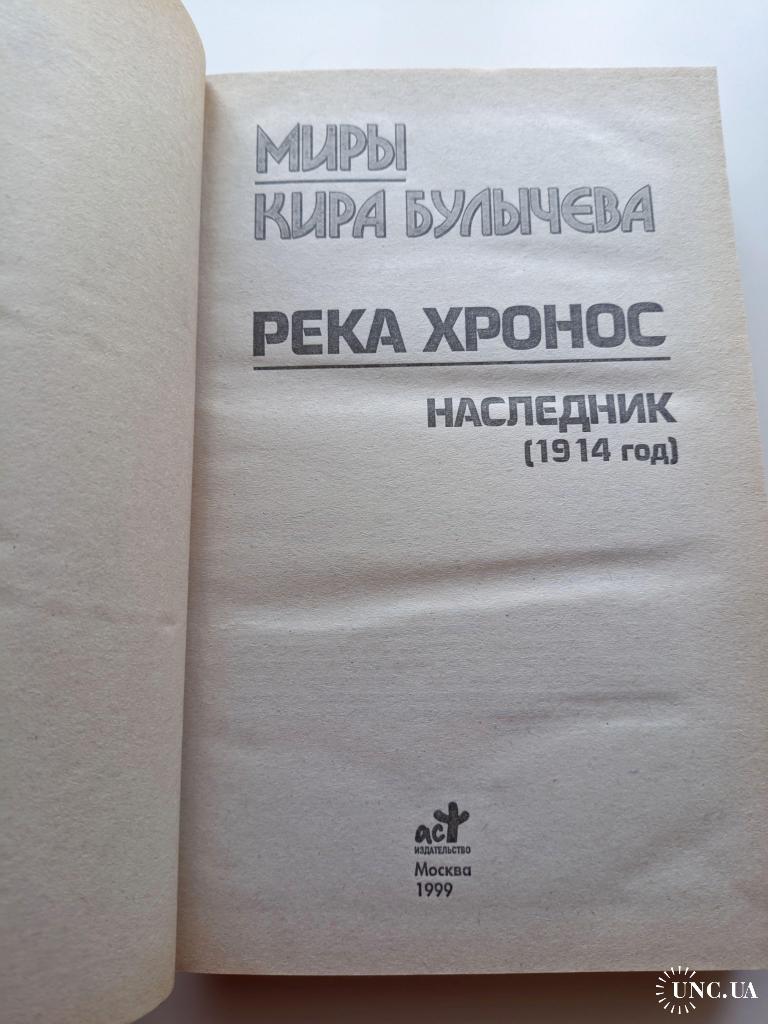 МИРЫ
КИРА БУЛЫЧЕВА
РЕКА ХРОНОС
НАСЛЕДНИК
(1914 год)
аст
ИЗДАТЕЛЬСТВО
Москва
1999
UNC.UA